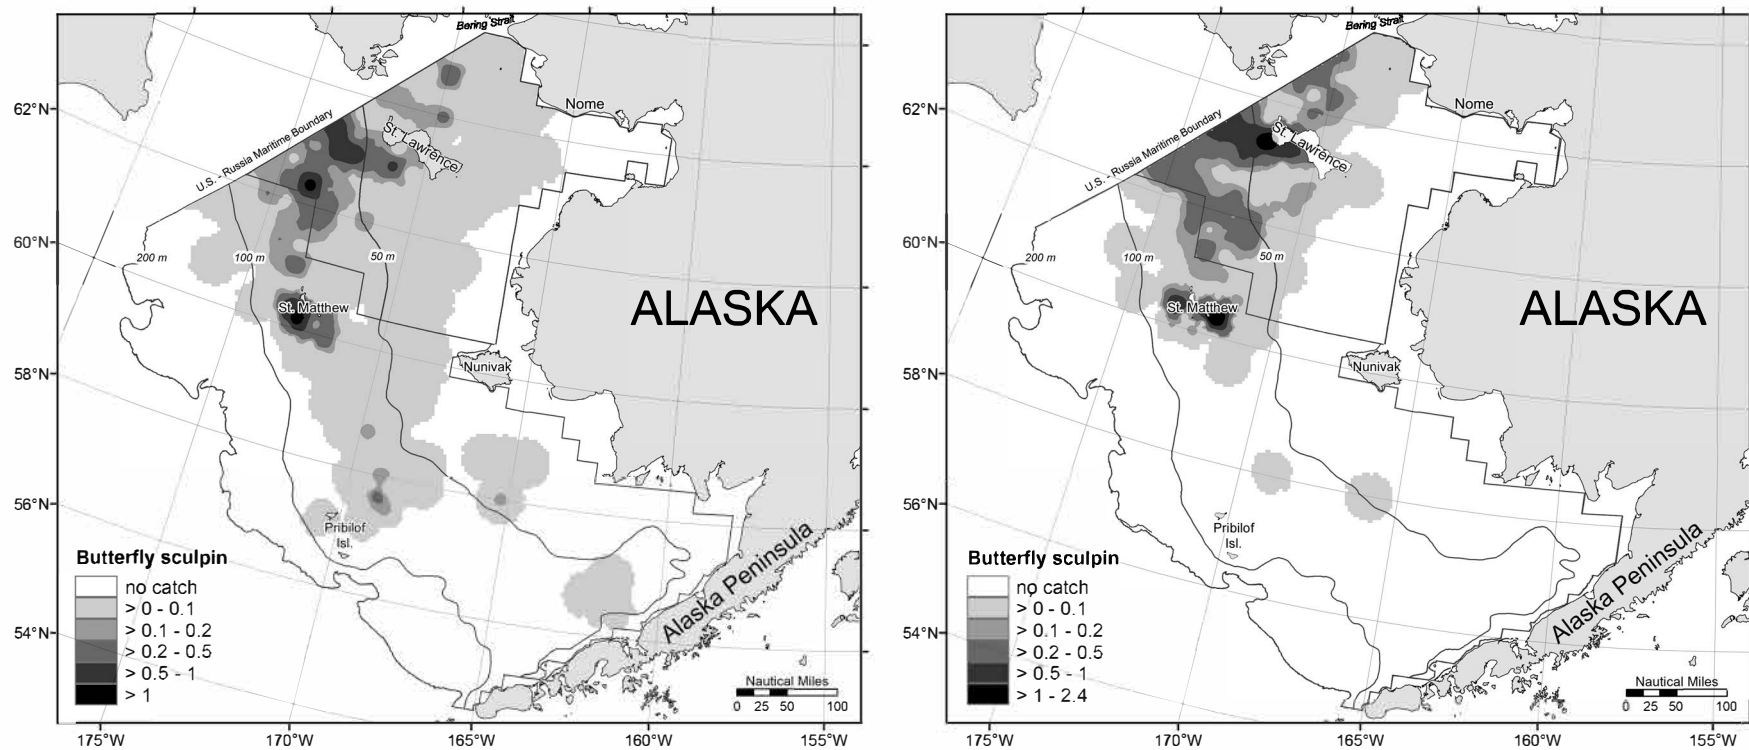 Bering Strait
62°N
Nome
U.S. - Russia Maritime Boundary
St. Lawrence
60°N
200 m
100 m
50 m
St. Matthew
ALASKA
58°N
Nunivak
56°N
Pribilof
Isl.
Alaska Peninsula
Butterfly sculpin
no catch
> 0 - 0.1
> 0.1 - 0.2
> 0.2 - 0.5
> 0.5 - 1
> 1
54°N
Nautical Miles
0 25 50 100
175°W 170°W 165°W 160°W 155°W
Bering Strait
62°N
Nome
U.S. - Russia Maritime Boundary
St. Lawrence
60°N
200 m
100 m
50 m
St. Matthew
ALASKA
58°N
Nunivak
56°N
Pribilof
Isl.
Alaska Peninsula
Butterfly sculpin
no catch
> 0 - 0.1
> 0.1 - 0.2
> 0.2 - 0.5
> 0.5 - 1
> 1 - 2.4
54°N
Nautical Miles
0 25 50 100
175°W 170°W 165°W 160°W 155°W